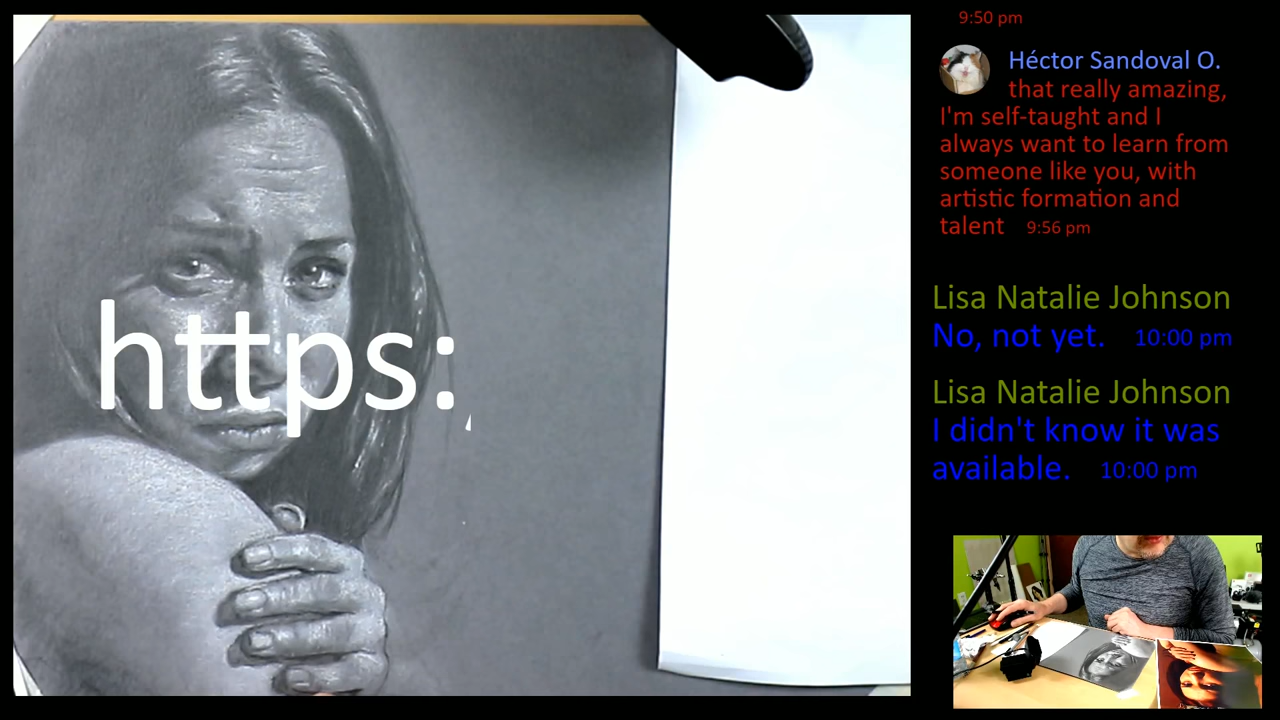 https:
9:50 pm
Héctor Sandoval O.
that really amazing,
I'm self-taught and I
always want to learn from
someone like you, with
artistic formation and
talent 9:56 pm
Lisa Natalie Johnson
No, not yet. 10:00 pm
Lisa Natalie Johnson
I didn't know it was
available. 10:00 pm